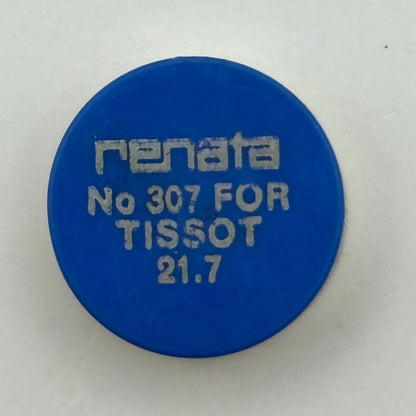 renata
No 307 FOR
TISSOT
21.7